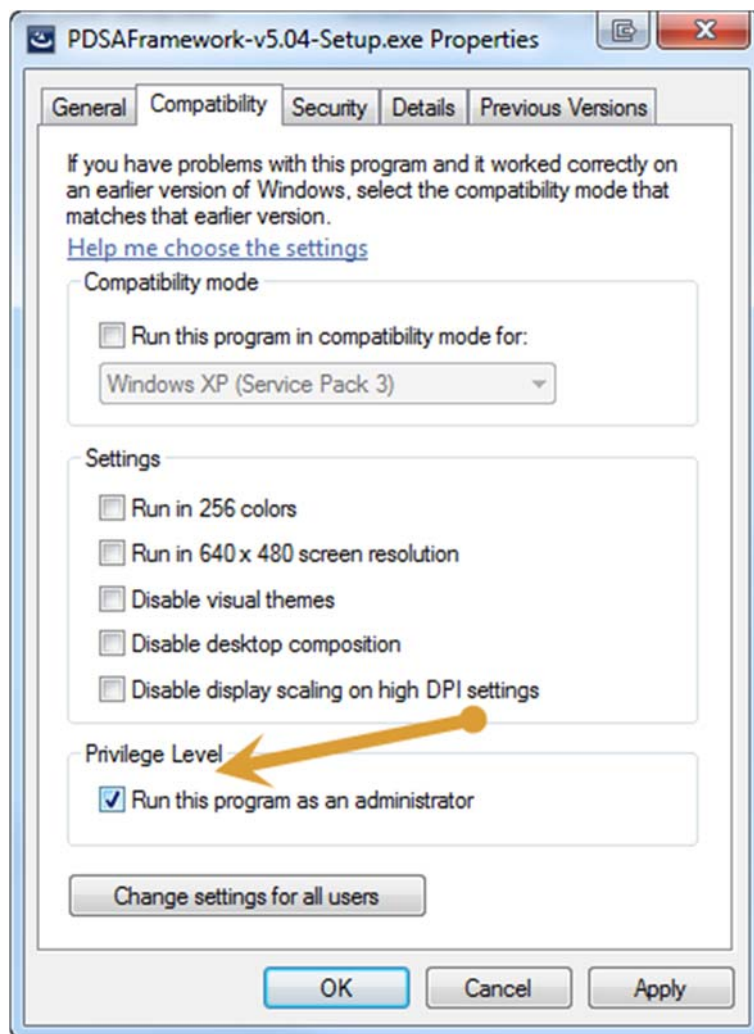 PDSAFramework-v5.04-Setup.exe Properties
General Compatibility Security Details Previous Versions
If you have problems with this program and it worked correctly on
an earlier version of Windows, select the compatibility mode that
matches that earlier version.
Help me choose the settings
Compatibility mode
Run this program in compatibility mode for:
Windows XP (Service Pack 3)
Settings
Run in 256 colors
Run in 640 x 480 screen resolution
Disable visual themes
Disable desktop composition
Disable display scaling on high DPI settings
Privilege Level
Run this program as an administrator
Change settings for all users
OK Cancel Apply